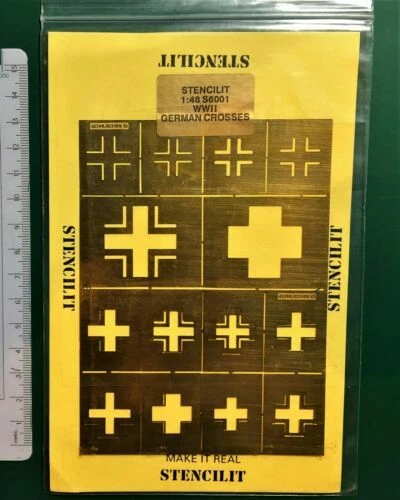 STENCILIT
STENCILIT
1:48 S6001
WWII
GERMAN CROSSES
STENCILIT
STENCILIT
MAKE IT REAL
STENCILIT